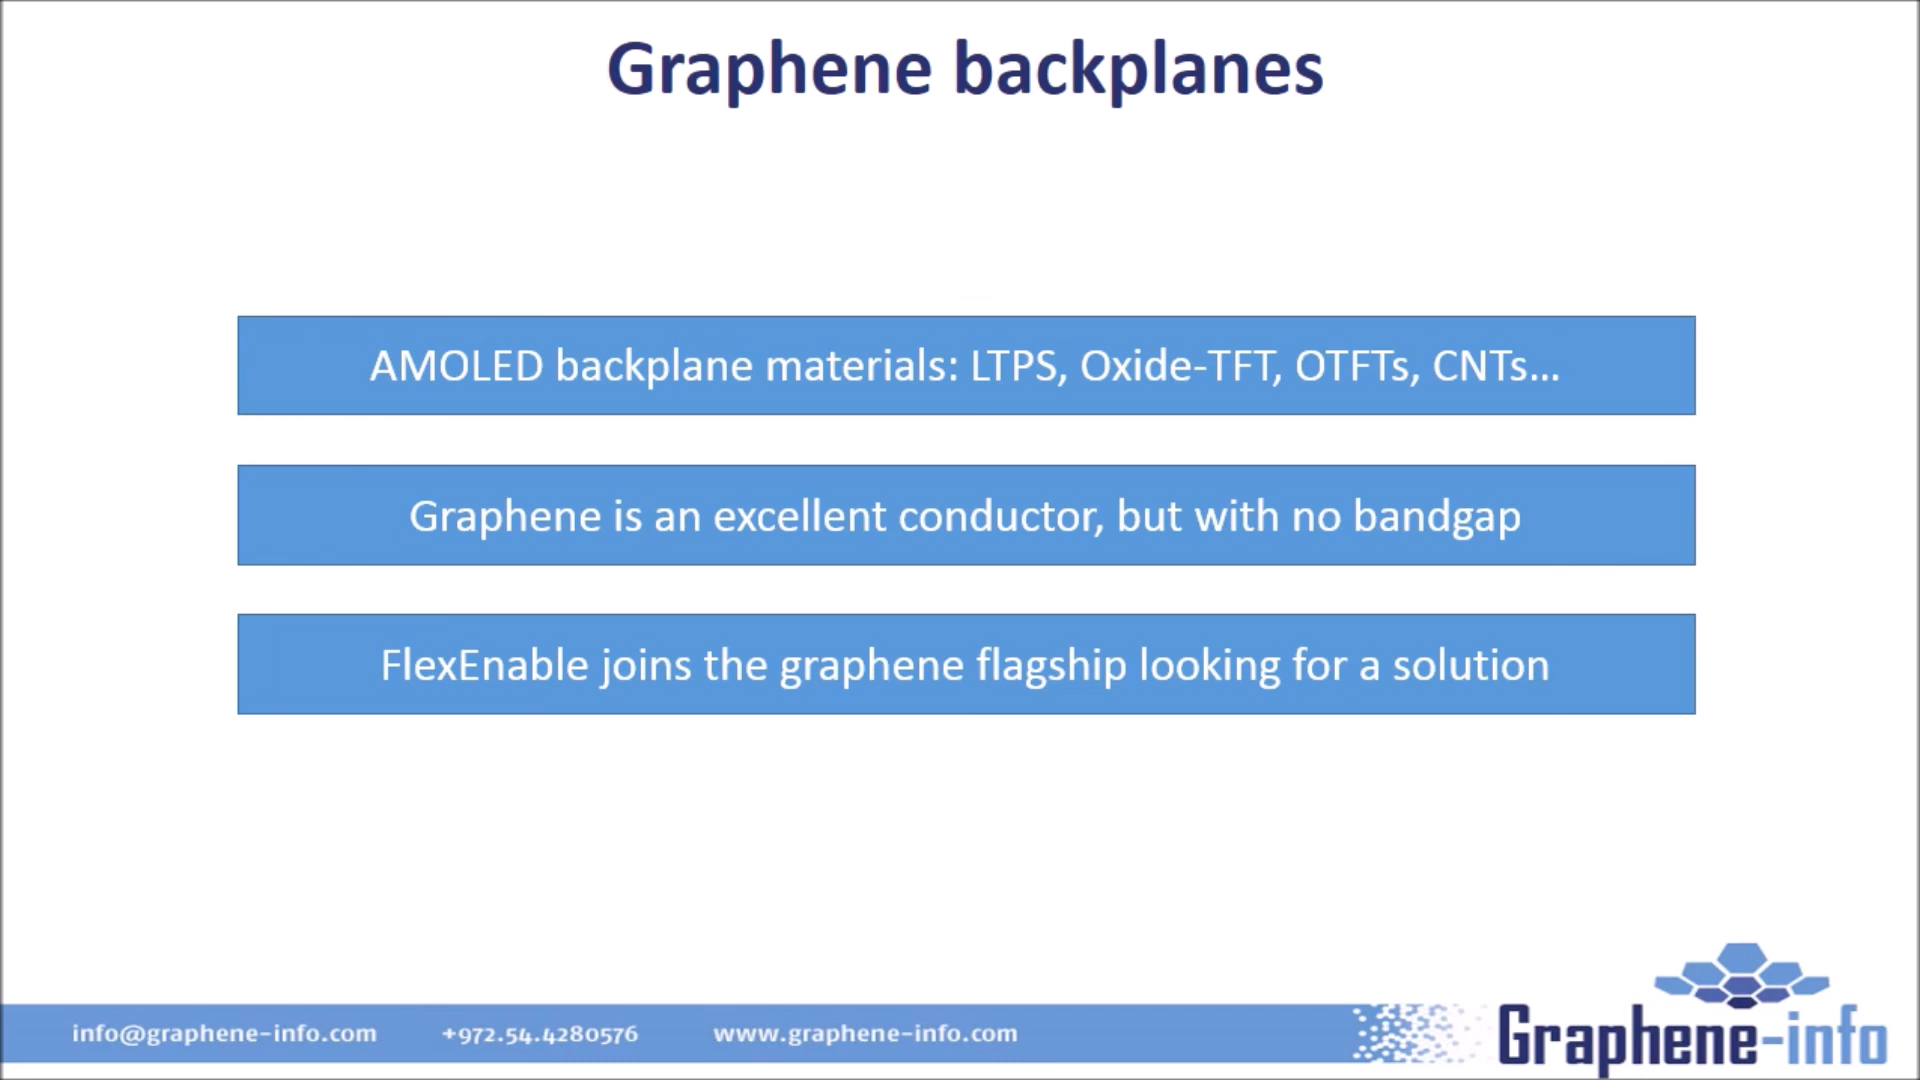 Graphene backplanes
AMOLED backplane materials: LTPS, Oxide-TFT, OTFTs, CNTs...
Graphene is an excellent conductor, but with no bandgap
FlexEnable joins the graphene flagship looking for a solution
info@graphene-info.com +972.54.4280576 www.graphene-info.com
Graphene-info